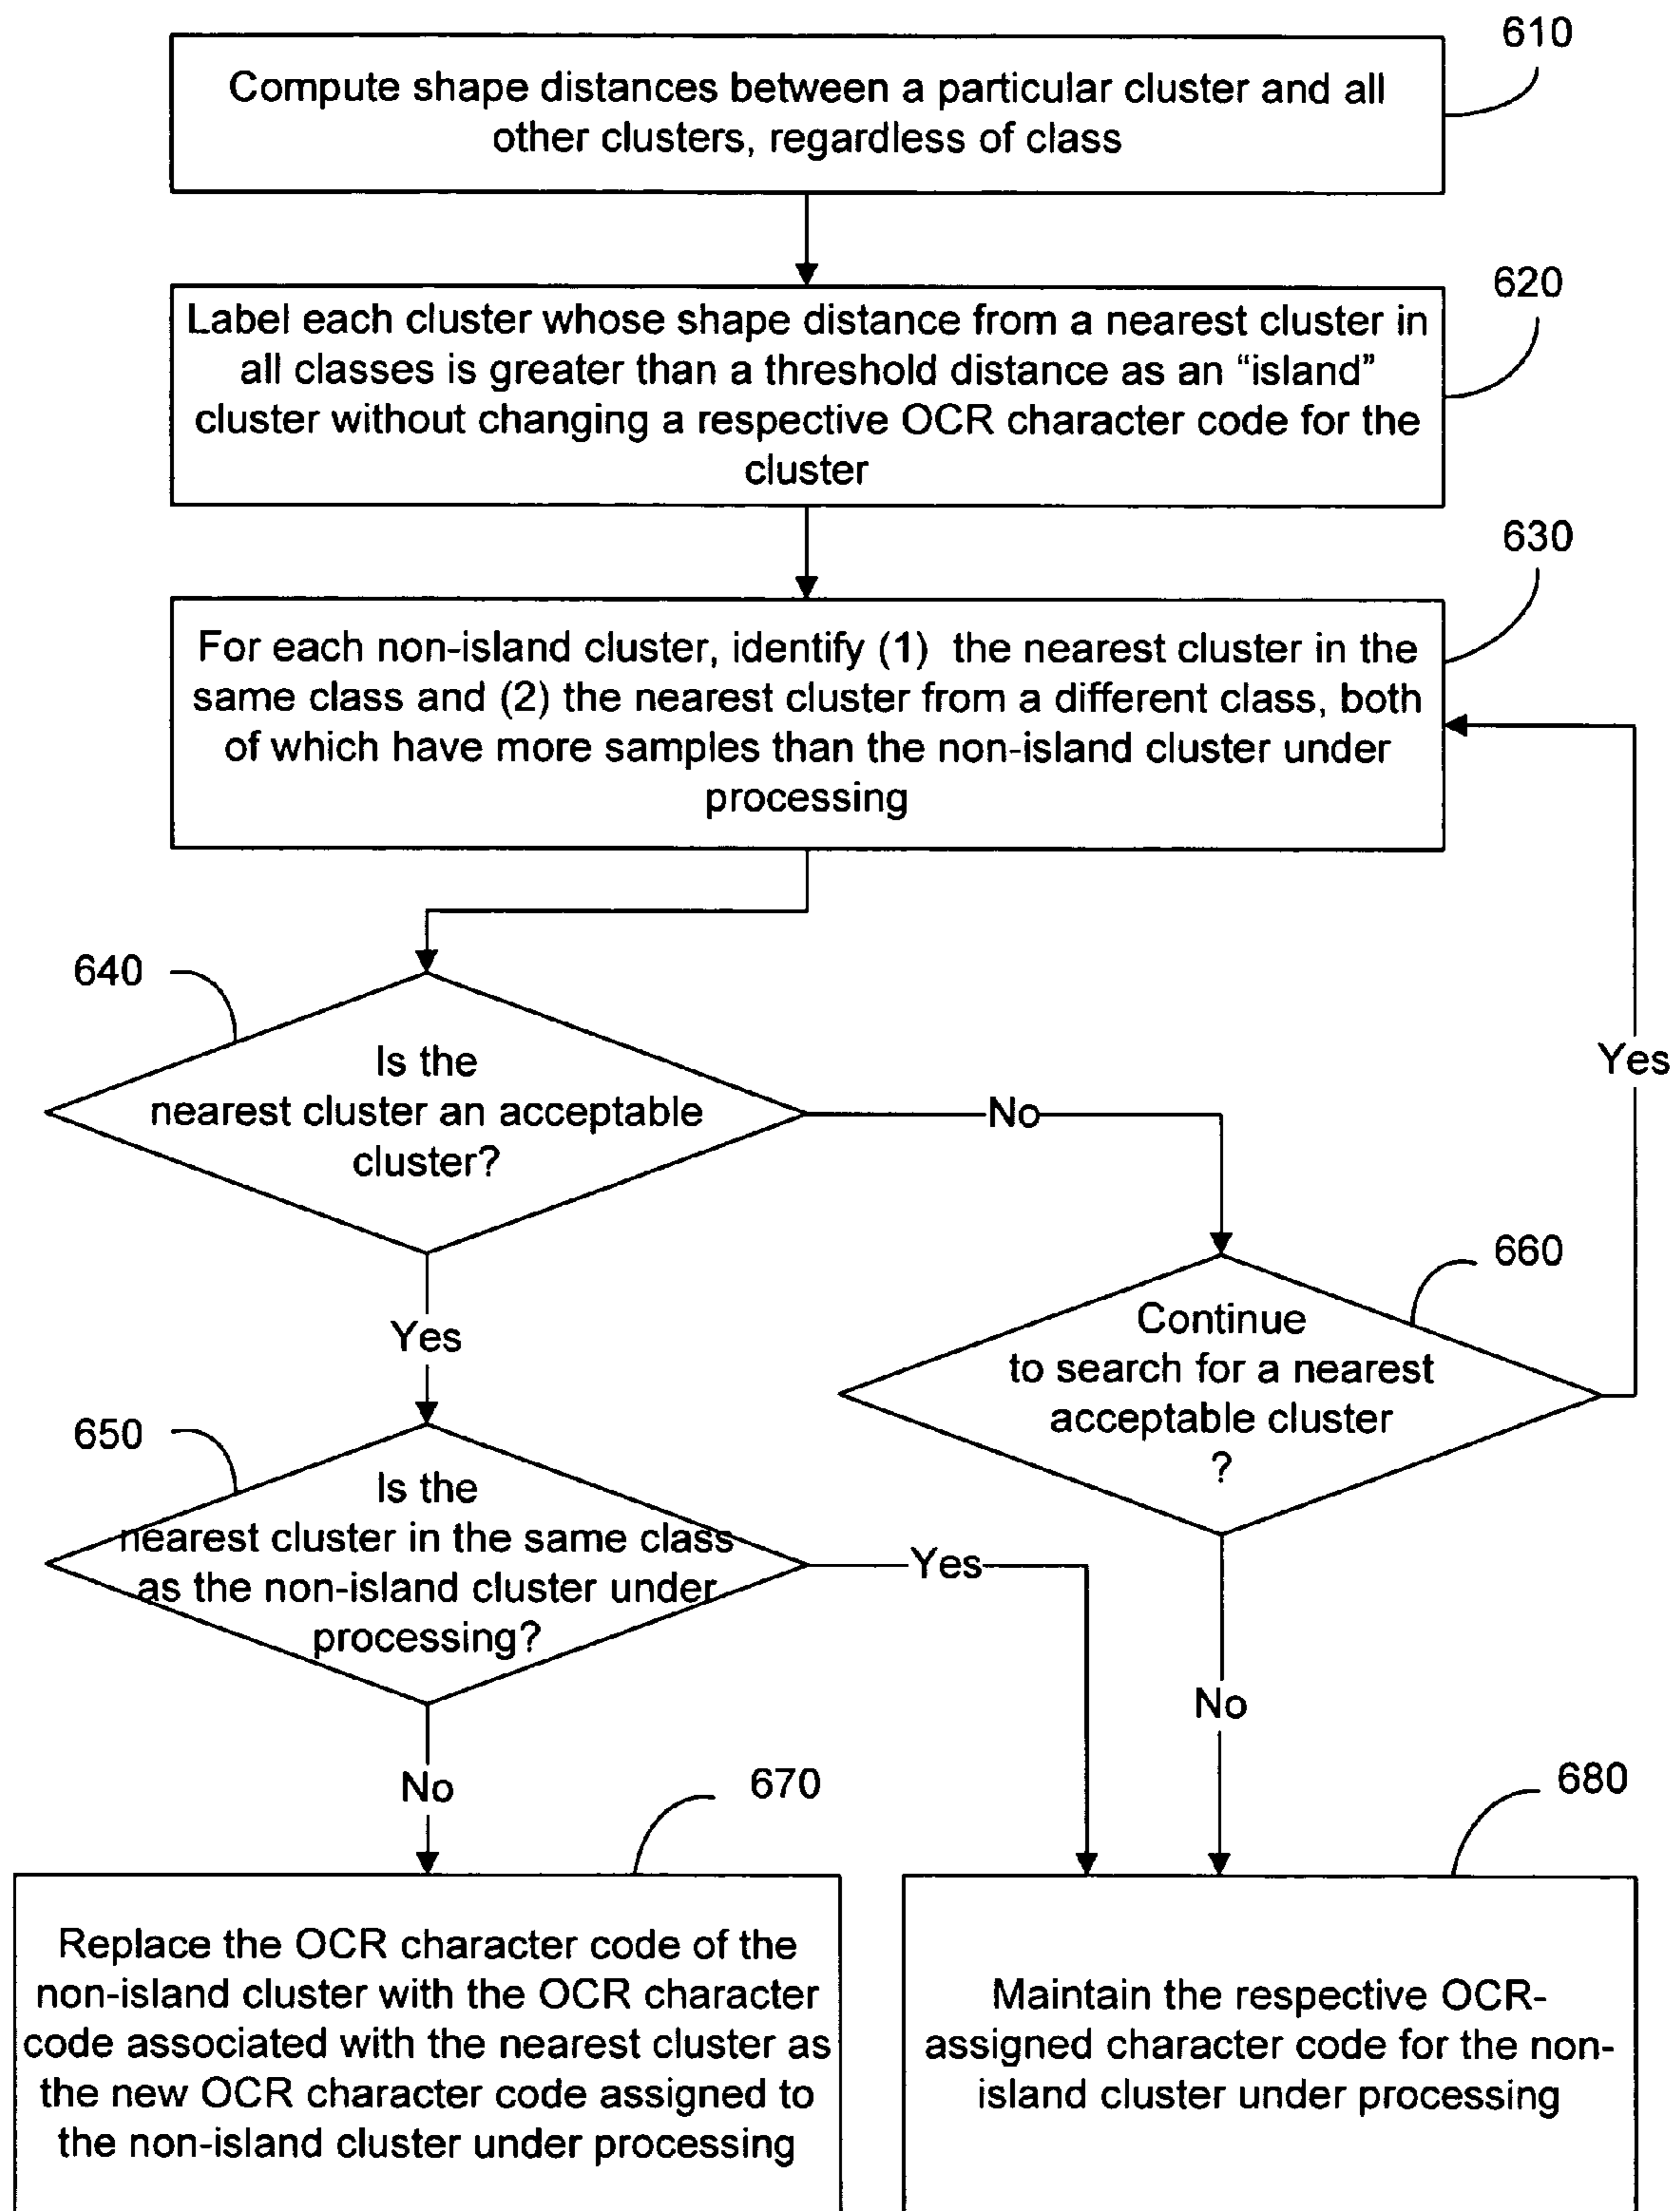 610
Compute shape distances between a particular cluster and all
other clusters, regardless of class
620
Label each cluster whose shape distance from a nearest cluster in
all classes is greater than a threshold distance as an “island”
cluster without changing a respective OCR character code for the
cluster
630
For each non-island cluster, identify (1) the nearest cluster in the
same class and (2) the nearest cluster from a different class, both
of which have more samples than the non-island cluster under
processing
640
Is the
nearest cluster an acceptable
cluster?
No
Yes
Yes
660
Continue
to search for a nearest
acceptable cluster
?
650
Is the
nearest cluster in the same class
as the non-island cluster under
processing?
Yes
No
No
670
Replace the OCR character code of the
non-island cluster with the OCR character
code associated with the nearest cluster as
the new OCR character code assigned to
the non-island cluster under processing
680
Maintain the respective OCR-
assigned character code for the non-
island cluster under processing